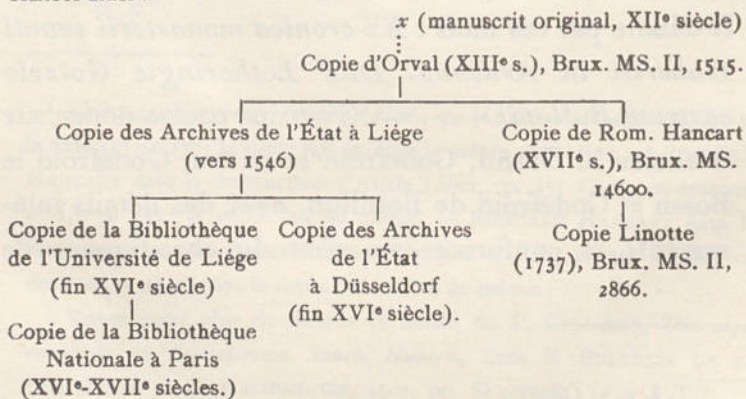 x (manuscrit original, XIIe siècle)
Copie d'Orval (XIIIe s.), Brux. MS. II, 1515.
Copie des Archives de l'État à Liége
(vers 1546)
Copie de Rom. Hancart
(XVIIe s.), Brux. MS.
14600.
Copie de la Bibliothèque
de l'Université de Liége
(fin XVIe siècle)
Copie des Archives
de l'État
à Düsseldorf
(fin XVIe siècle).
Copie Linotte
(1737), Brux. MS. II,
2866.
Copie de la Bibliothèque
Nationale à Paris
(XVIe-XVIIe siècles.)